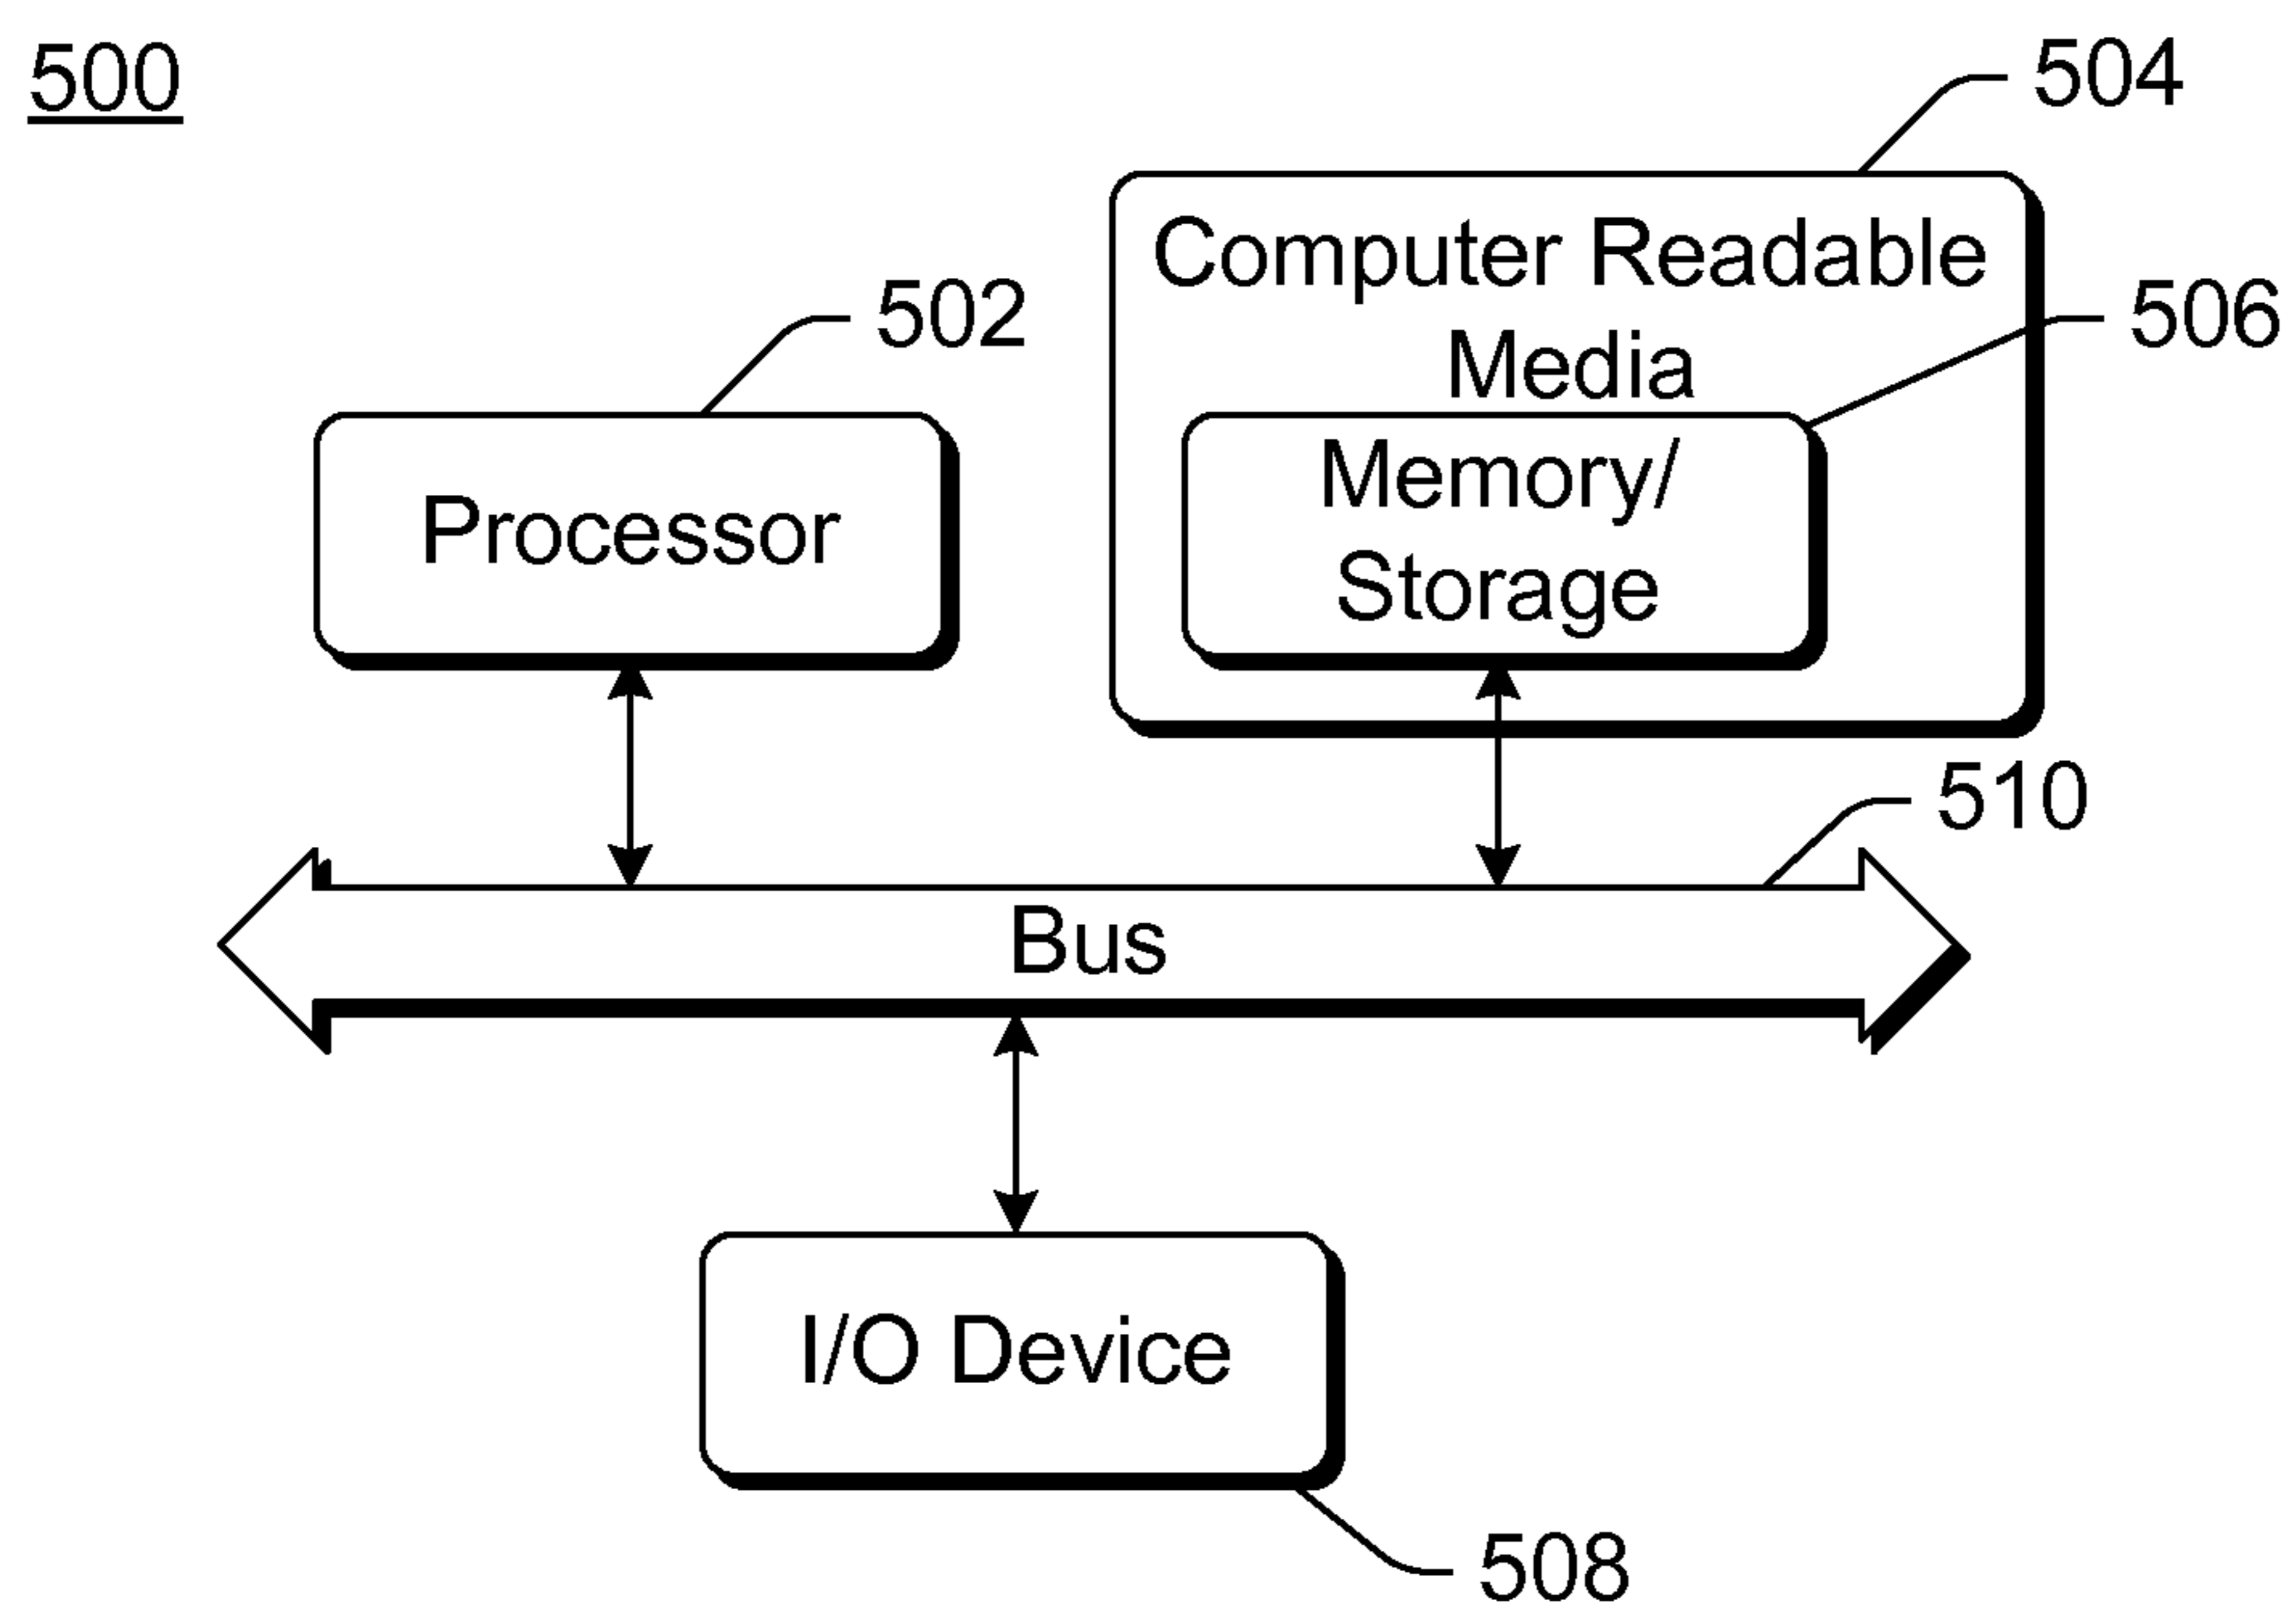 500
504
Computer Readable
Media
506
502
Processor
Memory/
Storage
510
Bus
I/O Device
508